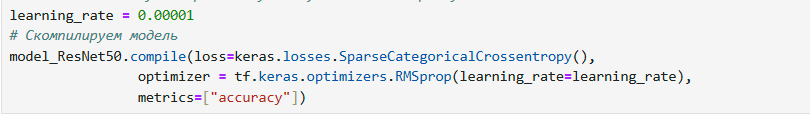 learning_rate = 0.00001
# Скомпилируем модель
model_ResNet50.compile(loss=keras.losses.SparseCategoricalCrossentropy(),
optimizer = tf.keras.optimizers.RMSprop(learning_rate=learning_rate),
metrics=["accuracy"])